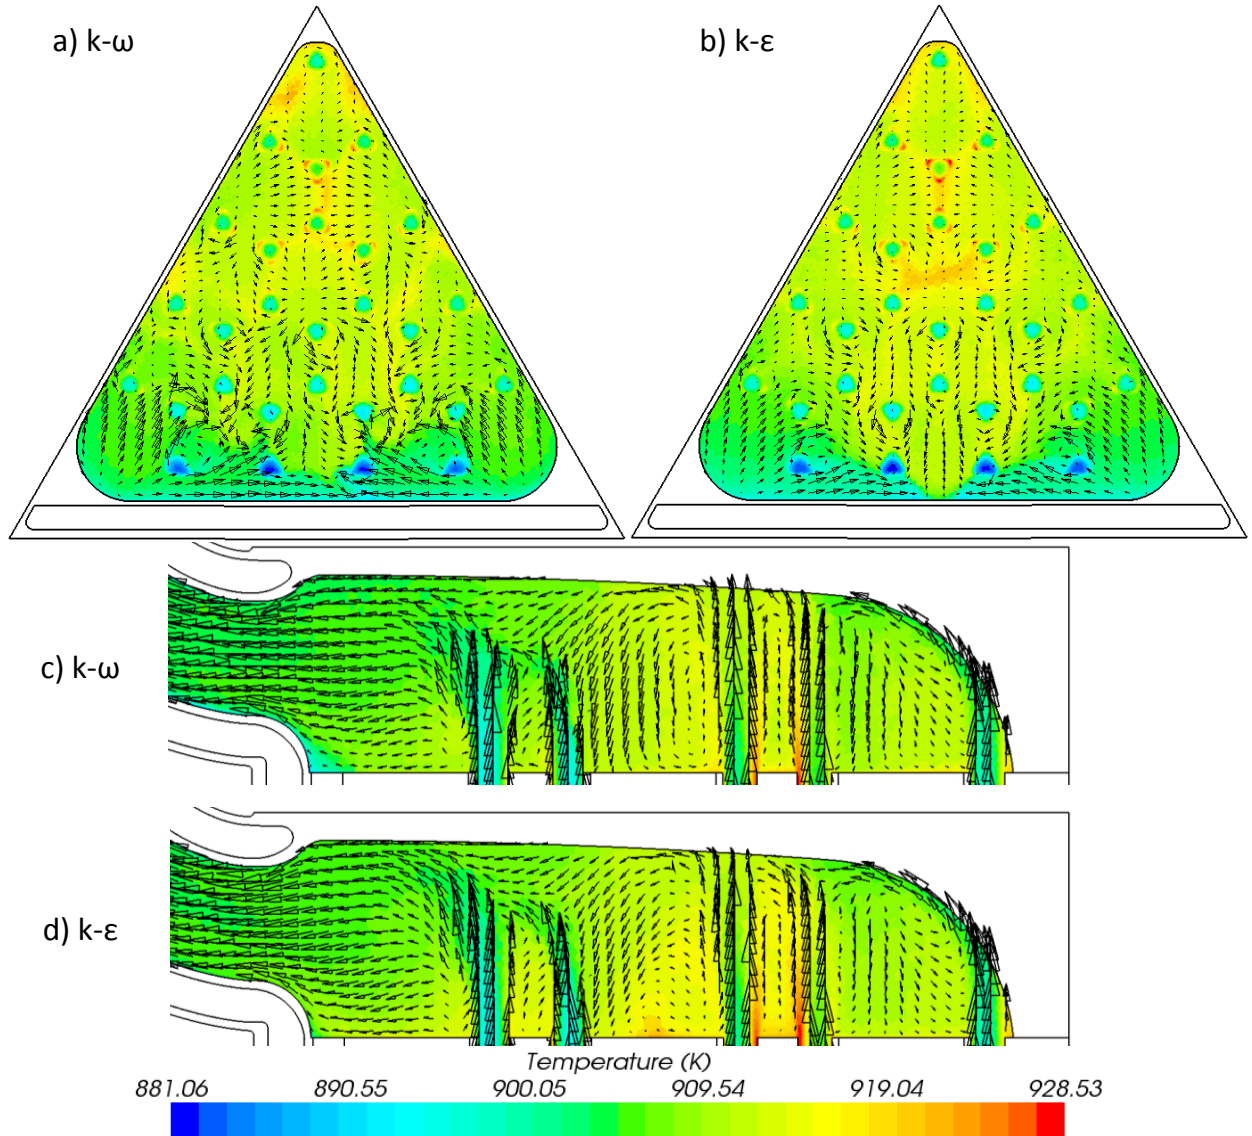 a) k-ω
b) k-ε
c) k-ω
d) k-ε
Temperature (K)
881.06 890.55 900.05 909.54 919.04 928.53